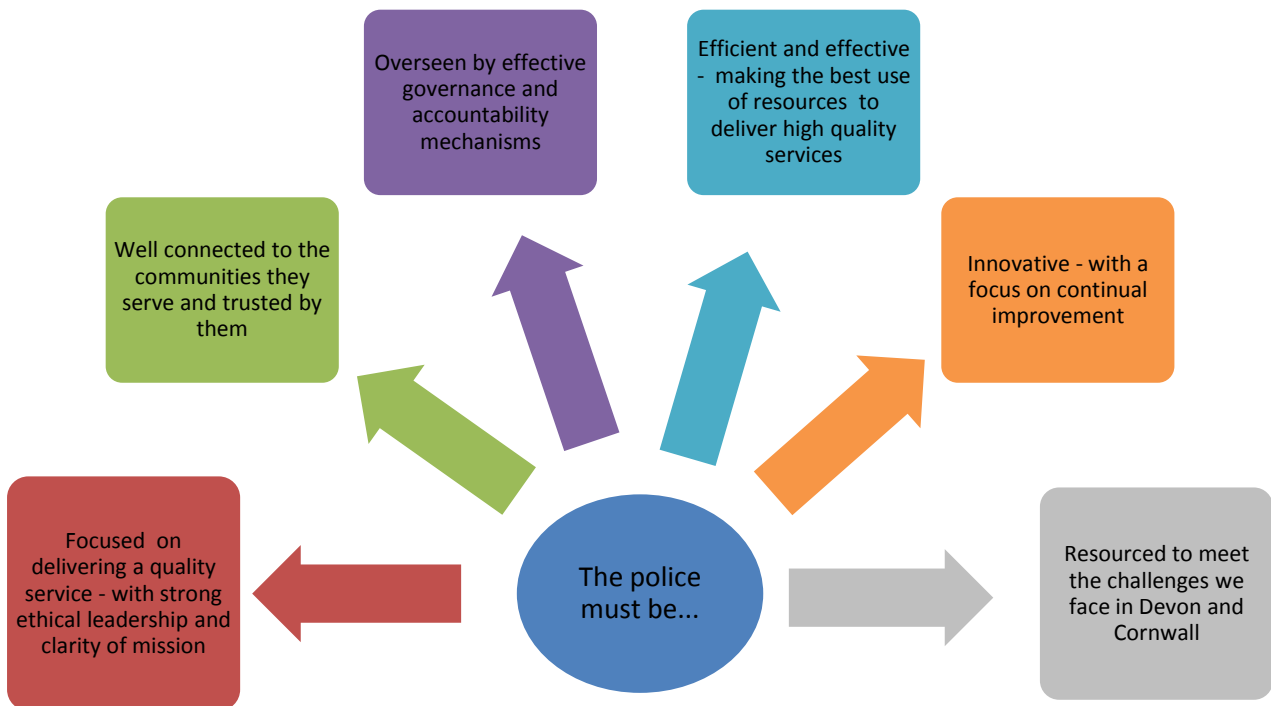 Overseen by effective
governance and
accountability
mechanisms
Efficient and effective
- making the best use
of resources to
deliver high quality
services
Well connected to the
communities they
serve and trusted by
them
Innovative - with a
focus on continual
improvement
Focused on
delivering a quality
service - with strong
ethical leadership and
clarity of mission
The police
must be...
Resourced to meet
the challenges we
face in Devon and
Cornwall